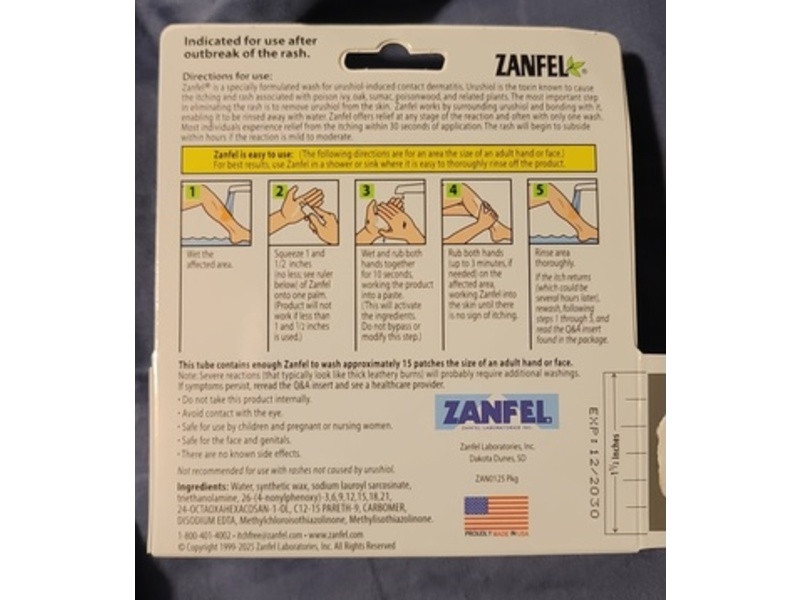 Indicated for use after
outbreak of the rash.
ZANFEL®
Directions for use:
Zanfel® is a specially formulated wash for urushiol-induced contact dermatitis. Urushiol is the toxin known to cause
the itching and rash associated with poison ivy, oak, sumac, poisonwood, and related plants. The most important step
in eliminating the rash is to remove urushiol from the skin. Zanfel works by surrounding urushiol and bonding with it,
enabling it to be rinsed away with water. Zanfel offers relief at any stage of the reaction and often with only one wash.
Most individuals experience relief from the itching within 30 seconds of application. The rash will begin to subside
within hours if the reaction is mild to moderate.
Zanfel is easy to use: (The following directions are for an area the size of an adult hand or face.)
For best results, use Zanfel in a shower or sink where it is easy to thoroughly rinse off the product.
1
Wet the
affected area.
2
Squeeze 1 and
1/2 inches
(no less; see ruler
below) of Zanfel
onto one palm.
(Product will not
work if less than
1 and 1/2 inches
is used.)
3
Wet and rub both
hands together
for 10 seconds,
working the product
into a paste.
(This will activate
the ingredients.
Do not bypass or
modify this step.)
4
Rub both hands
(up to 3 minutes, if
needed) on the
affected area,
working Zanfel into
the skin until there
is no sign of itching.
5
Rinse area
thoroughly.
If the itch returns
(which could be
several hours later),
rewash, following
steps 1 through 5, and
read the Q&A insert
found in the package.
This tube contains enough Zanfel to wash approximately 15 patches the size of an adult hand or face.
Note: Severe reactions (that typically look like thick leathery burns) will probably require additional washings.
If symptoms persist, reread the Q&A insert and see a healthcare provider.
• Do not take this product internally.
• Avoid contact with the eye.
• Safe for use by children and pregnant or nursing women.
• Safe for the face and genitals.
• There are no known side effects.
Not recommended for use with rashes not caused by urushiol.
Ingredients: Water, synthetic wax, sodium lauroyl sarcosinate,
triethanolamine, 26-(4-nonylphenoxy)-3,6,9,12,15,18,21,
24-OCTAOXAHEXACOSAN-1-OL, C12-15 PARETH-9, CARBOMER,
DISODIUM EDTA, Methylchloroisothiazolinone, Methylisothiazolinone.
1-800-401-4002 • itchfree@zanfel.com • www.zanfel.com
© Copyright 1999-2025 Zanfel Laboratories, Inc. All Rights Reserved
ZANFEL®
ZANFEL LABORATORIES INC.
Zanfel Laboratories, Inc.
Dakota Dunes, SD
ZAN0125 Pkg
PROUDLY MADE IN USA
EXP: 12/2030
1 1/2 inches